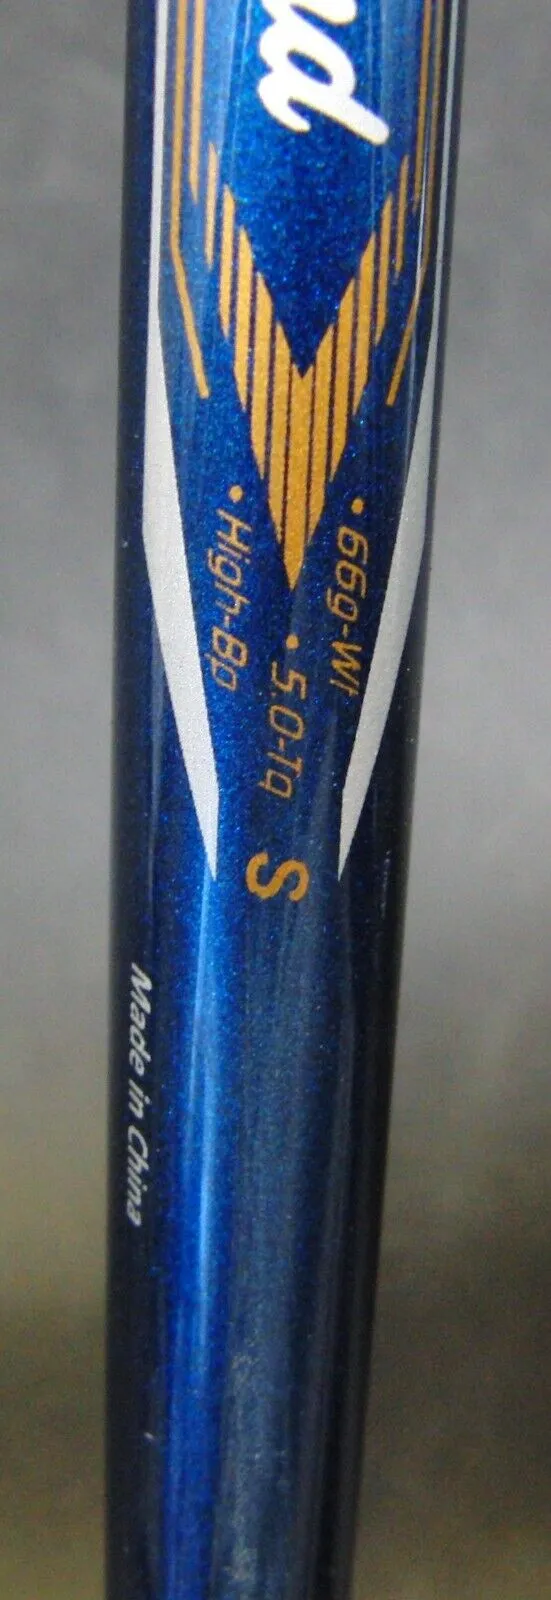 • 66g-Wt
• 5.0-Tq
• High-Bp
S
Made in China